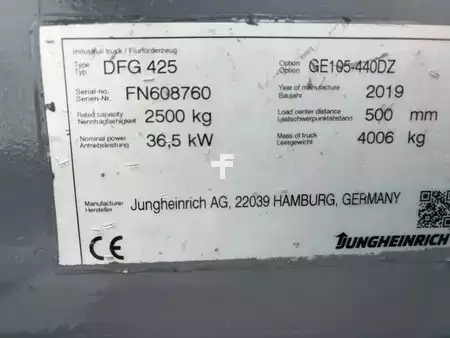 Industrial truck / Flurförderzeug
Type
Typ DFG 425 Option
Option GE105-440DZ
Serial-no.
Serien-Nr. FN608760 Year of manufacture
Baujahr 2019
Rated capacity
Nenntragfähigkeit 2500 kg Load center distance
Lastschwerpunktabstand 500 mm
Nominal power
Antriebsleistung 36,5 kW Mass of truck
Leergewicht 4006 kg
Manufacturer
Hersteller Jungheinrich AG, 22039 HAMBURG, GERMANY
CE JUNGHEINRICH